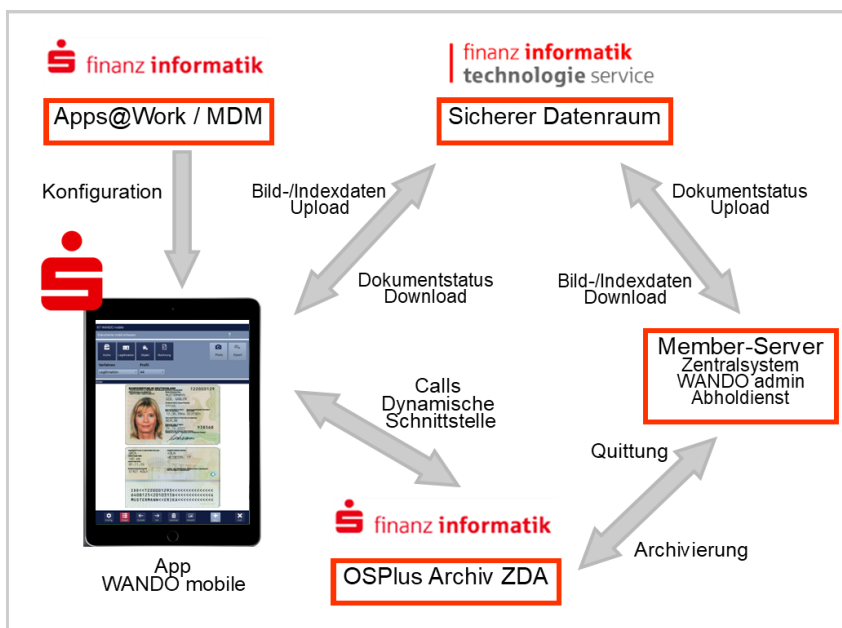 finanz informatik
Apps@Work / MDM
finanz informatik
technologie service
Sicherer Datenraum
Konfiguration
Bild-/Indexdaten
Upload
Dokumentstatus
Download
Dokumentstatus
Upload
Bild-/Indexdaten
Download
Member-Server
Zentralsystem
WANDO admin
Abholdienst
Calls
Dynamische
Schnittstelle
Quittung
Archivierung
finanz informatik
OSPlus Archiv ZDA
App
WANDO mobile